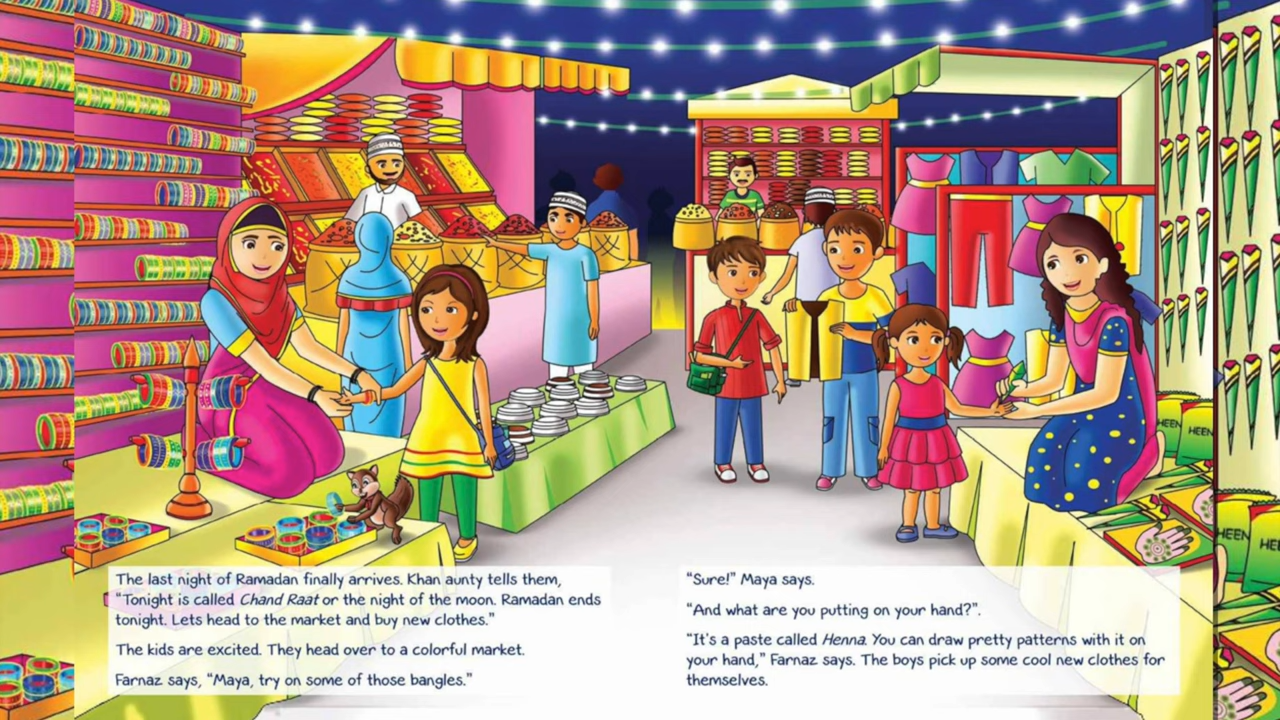 The last night of Ramadan finally arrives. Khan aunty tells them,
"Tonight is called Chand Raat or the night of the moon. Ramadan ends
tonight. Lets head to the market and buy new clothes."
The kids are excited. They head over to a colorful market.
Farnaz says, "Maya, try on some of those bangles."
"Sure!" Maya says.
"And what are you putting on your hand?".
"It's a paste called Henna. You can draw pretty patterns with it on
your hand," Farnaz says. The boys pick up some cool new clothes for
themselves.
HEEN
HEEN
HEEN
HE